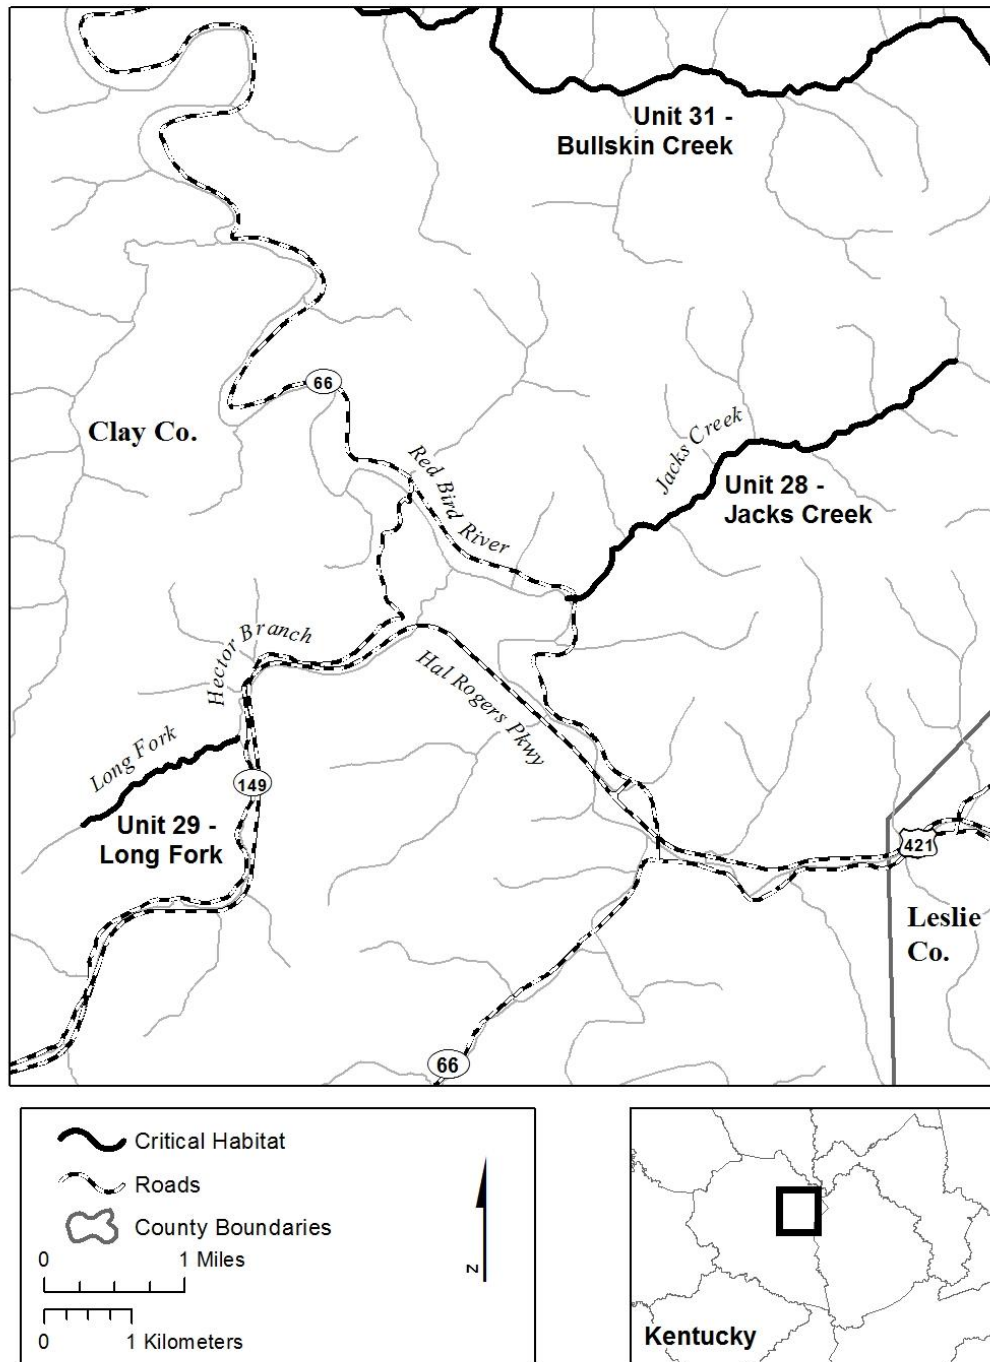 Unit 31 -
Bullskin Creek
66
Clay Co.
Red Bird River
Jacks Creek
Unit 28 -
Jacks Creek
Hector Branch
Hal Rogers Pkwy
Long Fork
149
Unit 29 -
Long Fork
421
Leslie
Co.
66
Critical Habitat
Roads
County Boundaries
0 1 Miles
0 1 Kilometers
N
Kentucky